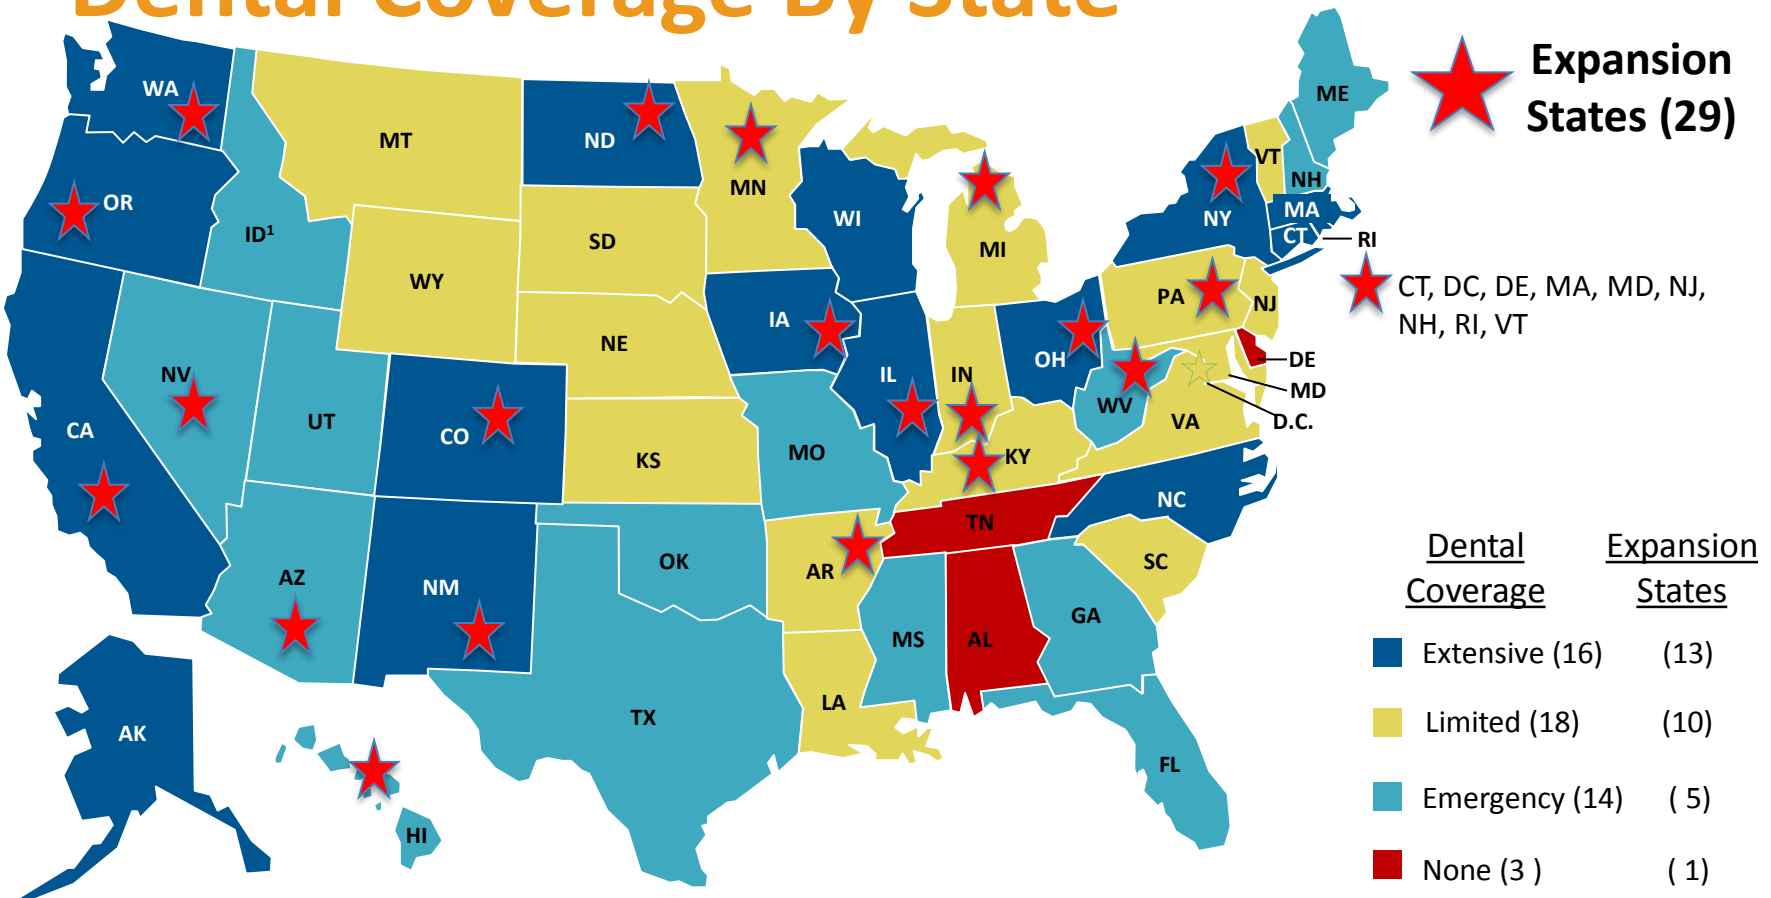 Dental Coverage By State
WA
MT
ND
MN
ME
OR
ID¹
WY
SD
WI
MI
NY
VT
NH
MA
CT
RI
Expansion
States (29)
CT, DC, DE, MA, MD, NJ,
NH, RI, VT
NV
UT
CA
CO
NE
KS
IA
IL
IN
OH
PA
NJ
DE
MD
D.C.
WV
VA
KY
MO
NC
TN
AZ
NM
OK
AR
SC
MS
AL
GA
TX
LA
FL
AK
HI
Dental Expansion
Coverage States
Extensive (16) (13)
Limited (18) (10)
Emergency (14) ( 5)
None (3 ) ( 1)